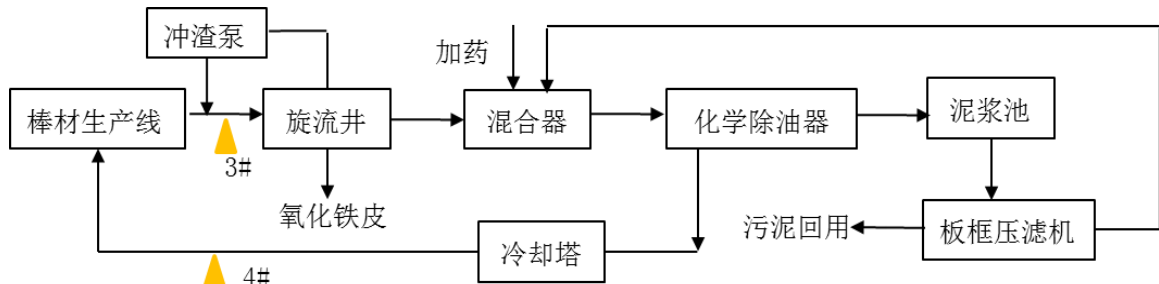 冲渣泵
加药
棒材生产线
旋流井
混合器
化学除油器
泥浆池
3#
氧化铁皮
污泥回用
板框压滤机
冷却塔
4#